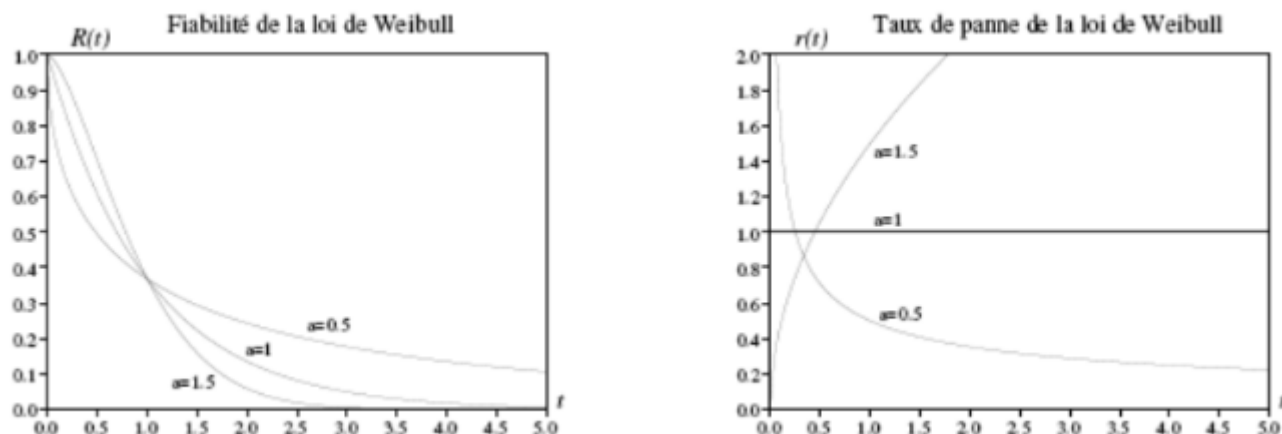 Fiabilité de la loi de Weibull
R(t)
1.0
0.9
0.8
0.7
0.6
0.5
0.4
0.3
0.2
0.1
0.0
a=0.5
a=1
a=1.5
t
0.0 0.5 1.0 1.5 2.0 2.5 3.0 3.5 4.0 4.5 5.0
Taux de panne de la loi de Weibull
r(t)
2.0
1.8
1.6
1.4
1.2
1.0
0.8
0.6
0.4
0.2
0.0
a=1.5
a=1
a=0.5
t
0.0 0.5 1.0 1.5 2.0 2.5 3.0 3.5 4.0 4.5 5.0